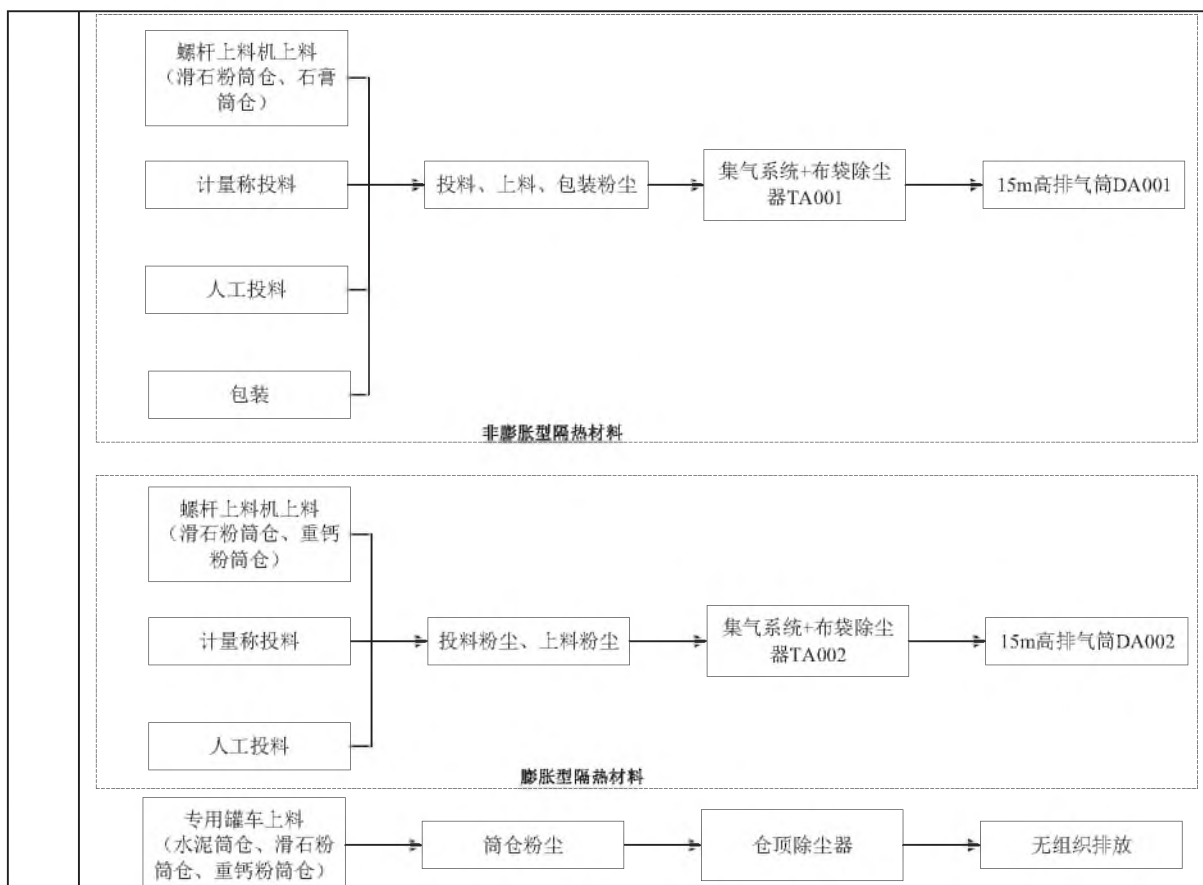 螺杆上料机上料
（滑石粉筒仓、石膏
筒仓）
计量称投料
投料、上料、包装粉尘
集气系统+布袋除尘
器TA001
15m高排气筒DA001
人工投料
包装
非膨胀型隔热材料
螺杆上料机上料
（滑石粉筒仓、重钙
粉筒仓）
计量称投料
投料粉尘、上料粉尘
集气系统+布袋除尘
器TA002
15m高排气筒DA002
人工投料
膨胀型隔热材料
专用罐车上料
（水泥筒仓、滑石粉
筒仓、重钙粉筒仓）
筒仓粉尘
仓顶除尘器
无组织排放